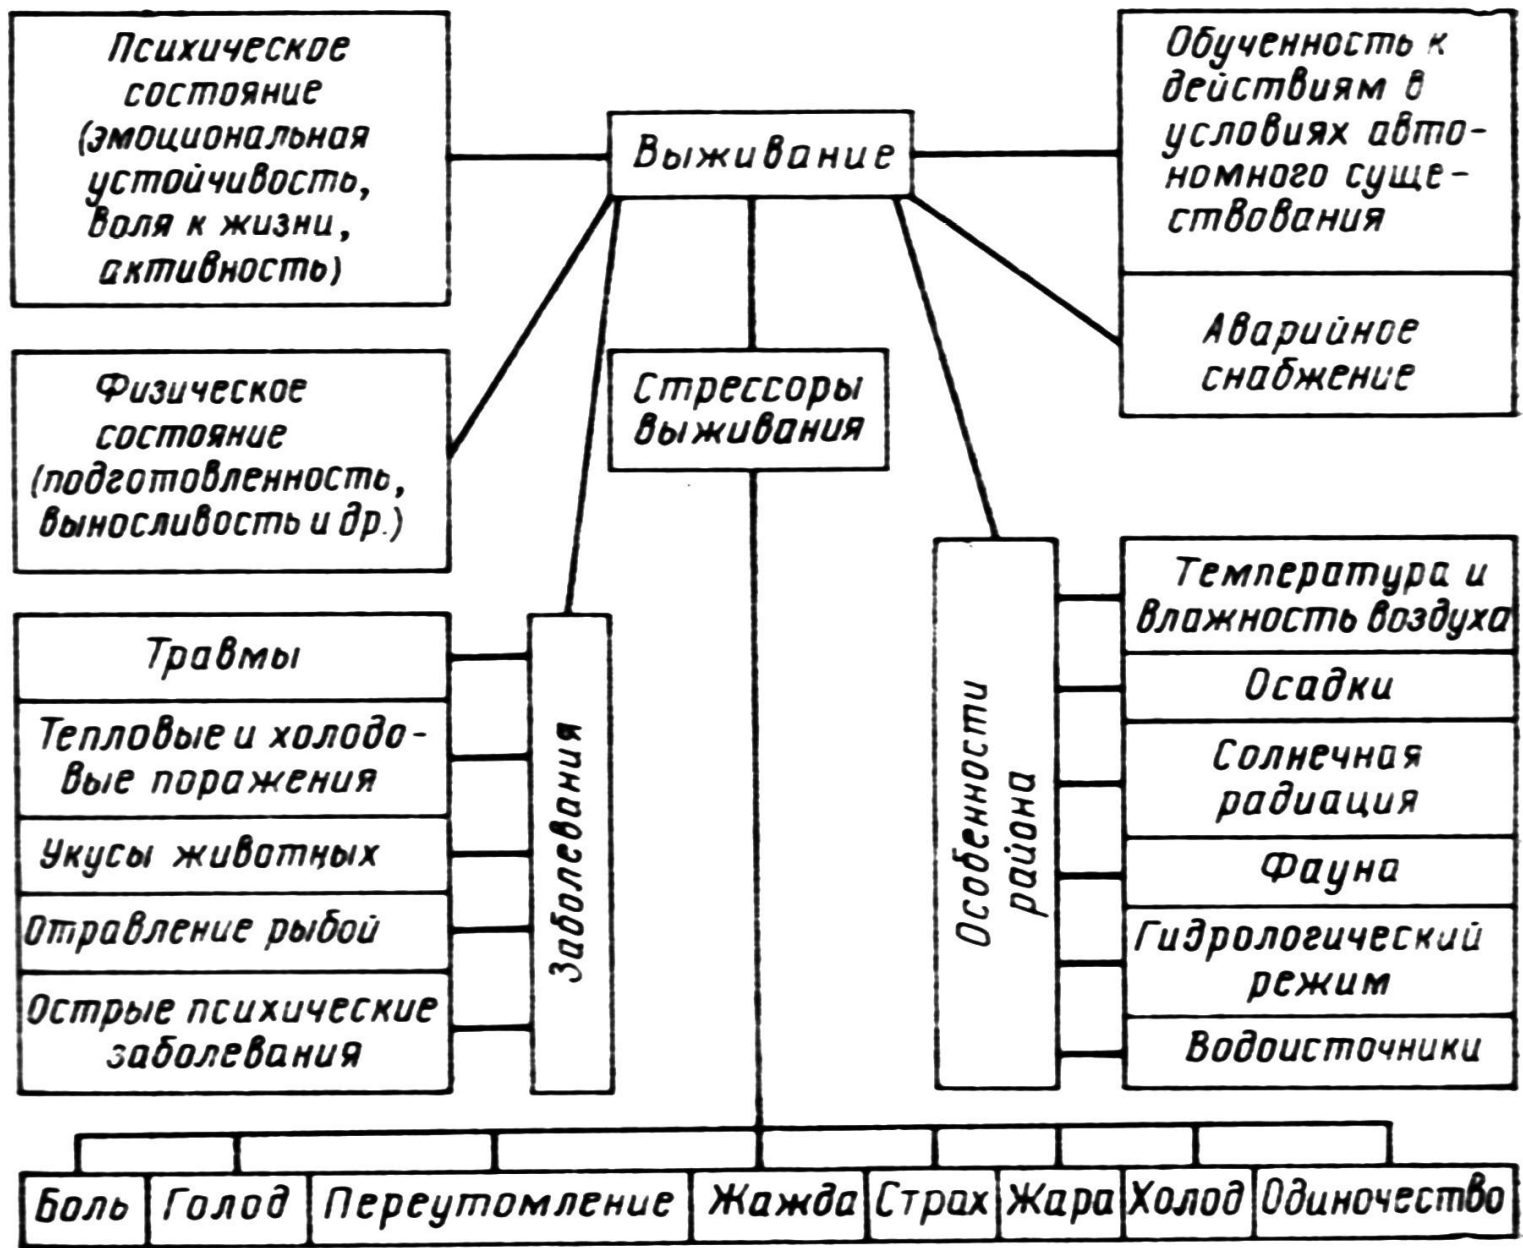 Психическое
состояние
(эмоциональная
устойчивость,
воля к жизни,
активность)
Выживание
Обученность к
действиям в
условиях авто-
номного суще-
ствования
Аварийное
снабжение
Физическое
состояние
(подготовленность,
выносливость и др.)
Стрессоры
выживания
Травмы
Тепловые и холодо-
вые поражения
Укусы животных
Отравление рыбой
Острые психические
заболевания
Заболевания
Особенности
района
Температура и
влажность воздуха
Осадки
Солнечная
радиация
Фауна
Гидрологический
режим
Водоисточники
Боль
Голод
Переутомление
Жажда
Страх
Жара
Холод
Одиночество